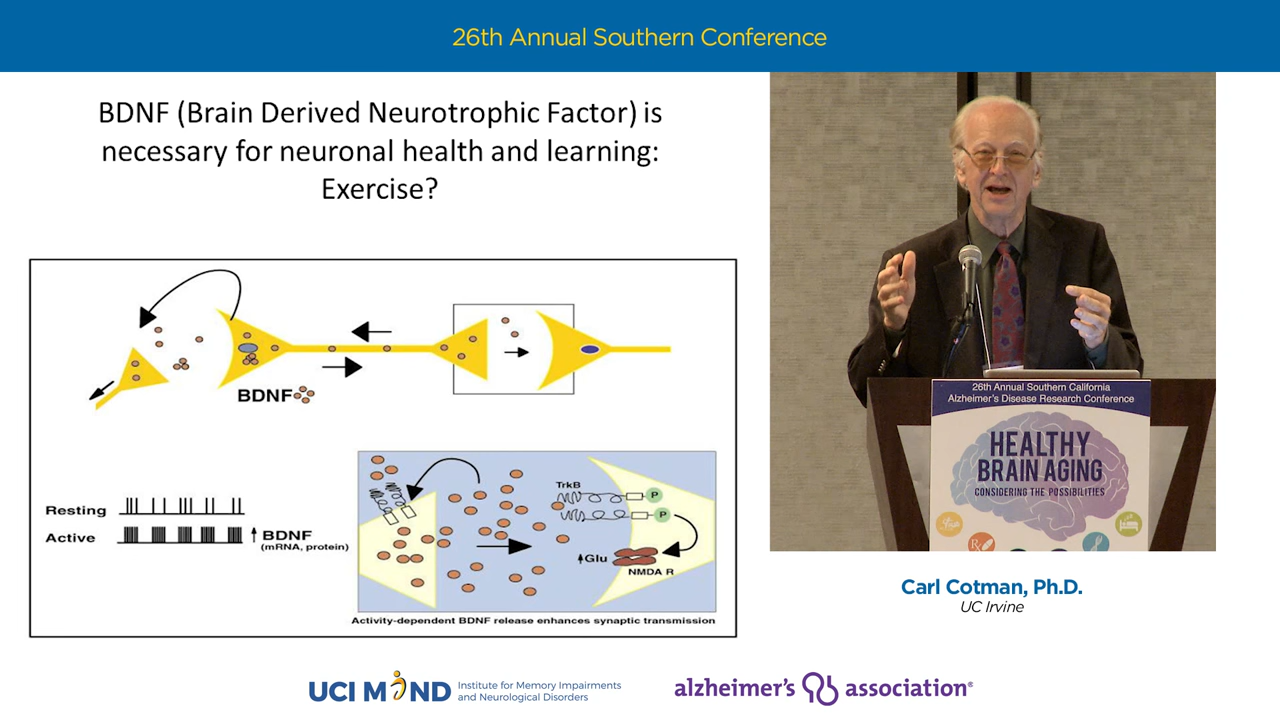 26th Annual Southern Conference
BDNF (Brain Derived Neurotrophic Factor) is
necessary for neuronal health and learning:
Exercise?
BDNF
Resting
Active
BDNF
(mRNA, protein)
TrkB
P
P
Glu
NMDA R
Activity-dependent BDNF release enhances synaptic transmission
26th Annual Southern California
Alzheimer's Disease Research Conference
HEALTHY
BRAIN AGING
CONSIDERING THE POSSIBILITIES
Rx
Carl Cotman, Ph.D.
UC Irvine
UCI MIND
Institute for Memory Impairments
and Neurological Disorders
alzheimer's association®